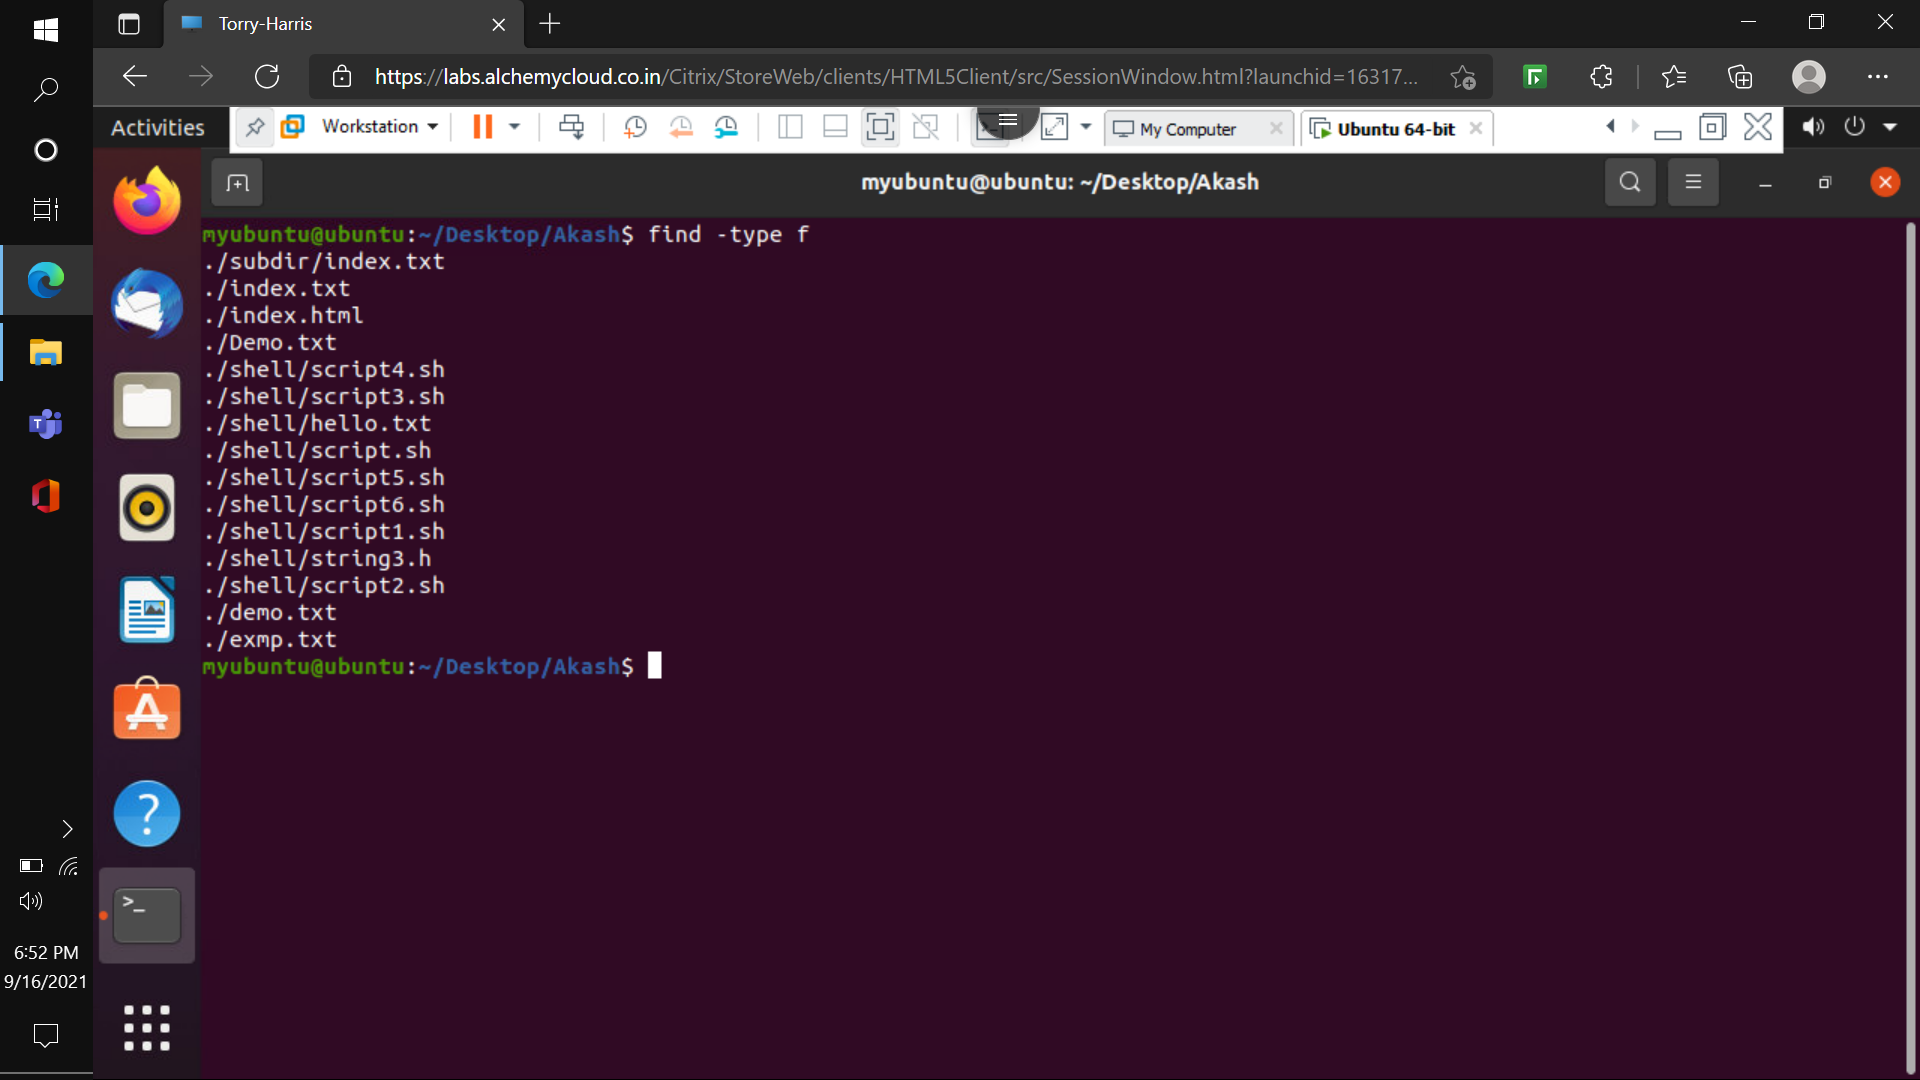 Torry-Harris
https://labs.alchemycloud.co.in/Citrix/StoreWeb/clients/HTML5Client/src/SessionWindow.html?launchid=16317...
Activities
Workstation
My Computer
Ubuntu 64-bit
myubuntu@ubuntu: ~/Desktop/Akash
myubuntu@ubuntu:~/Desktop/Akash$ find -type f
./subdir/index.txt
./index.txt
./index.html
./Demo.txt
./shell/script4.sh
./shell/script3.sh
./shell/hello.txt
./shell/script.sh
./shell/script5.sh
./shell/script6.sh
./shell/script1.sh
./shell/string3.h
./shell/script2.sh
./demo.txt
./exmp.txt
myubuntu@ubuntu:~/Desktop/Akash$
6:52 PM
9/16/2021